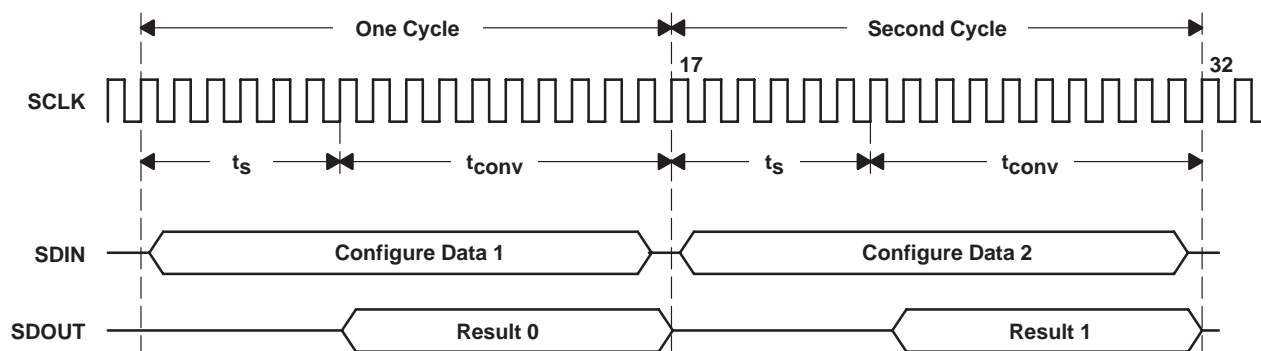 One Cycle
Second Cycle
17
32
SCLK
ts
tconv
ts
tconv
SDIN
Configure Data 1
Configure Data 2
SDOUT
Result 0
Result 1